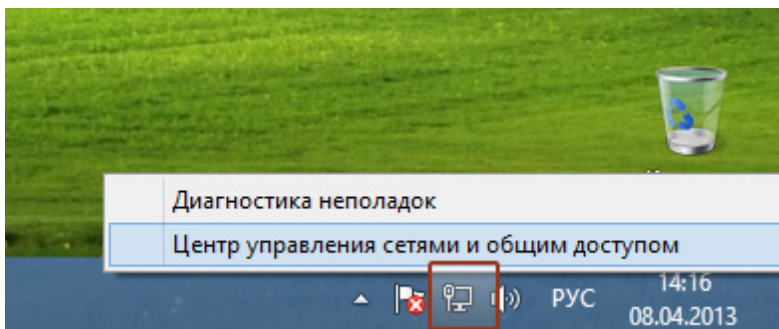 Диагностика неполадок
Центр управления сетями и общим доступом
РУС
14:16
08.04.2013